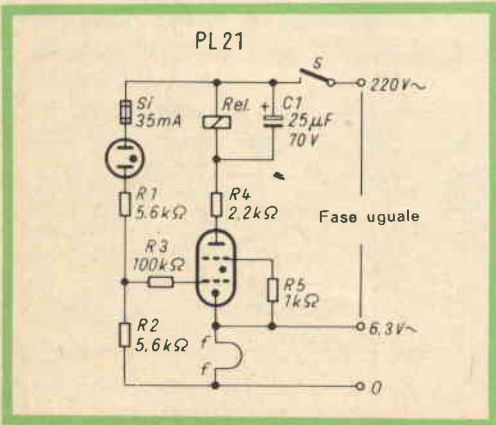 PL21
S
220V~
Si
35mA
Rel.
+
C1
25µF
70V
R1
5.6kΩ
R4
2,2kΩ
Fase uguale
R3
100kΩ
R5
1kΩ
6,3V~
R2
5,6kΩ
f
f
0